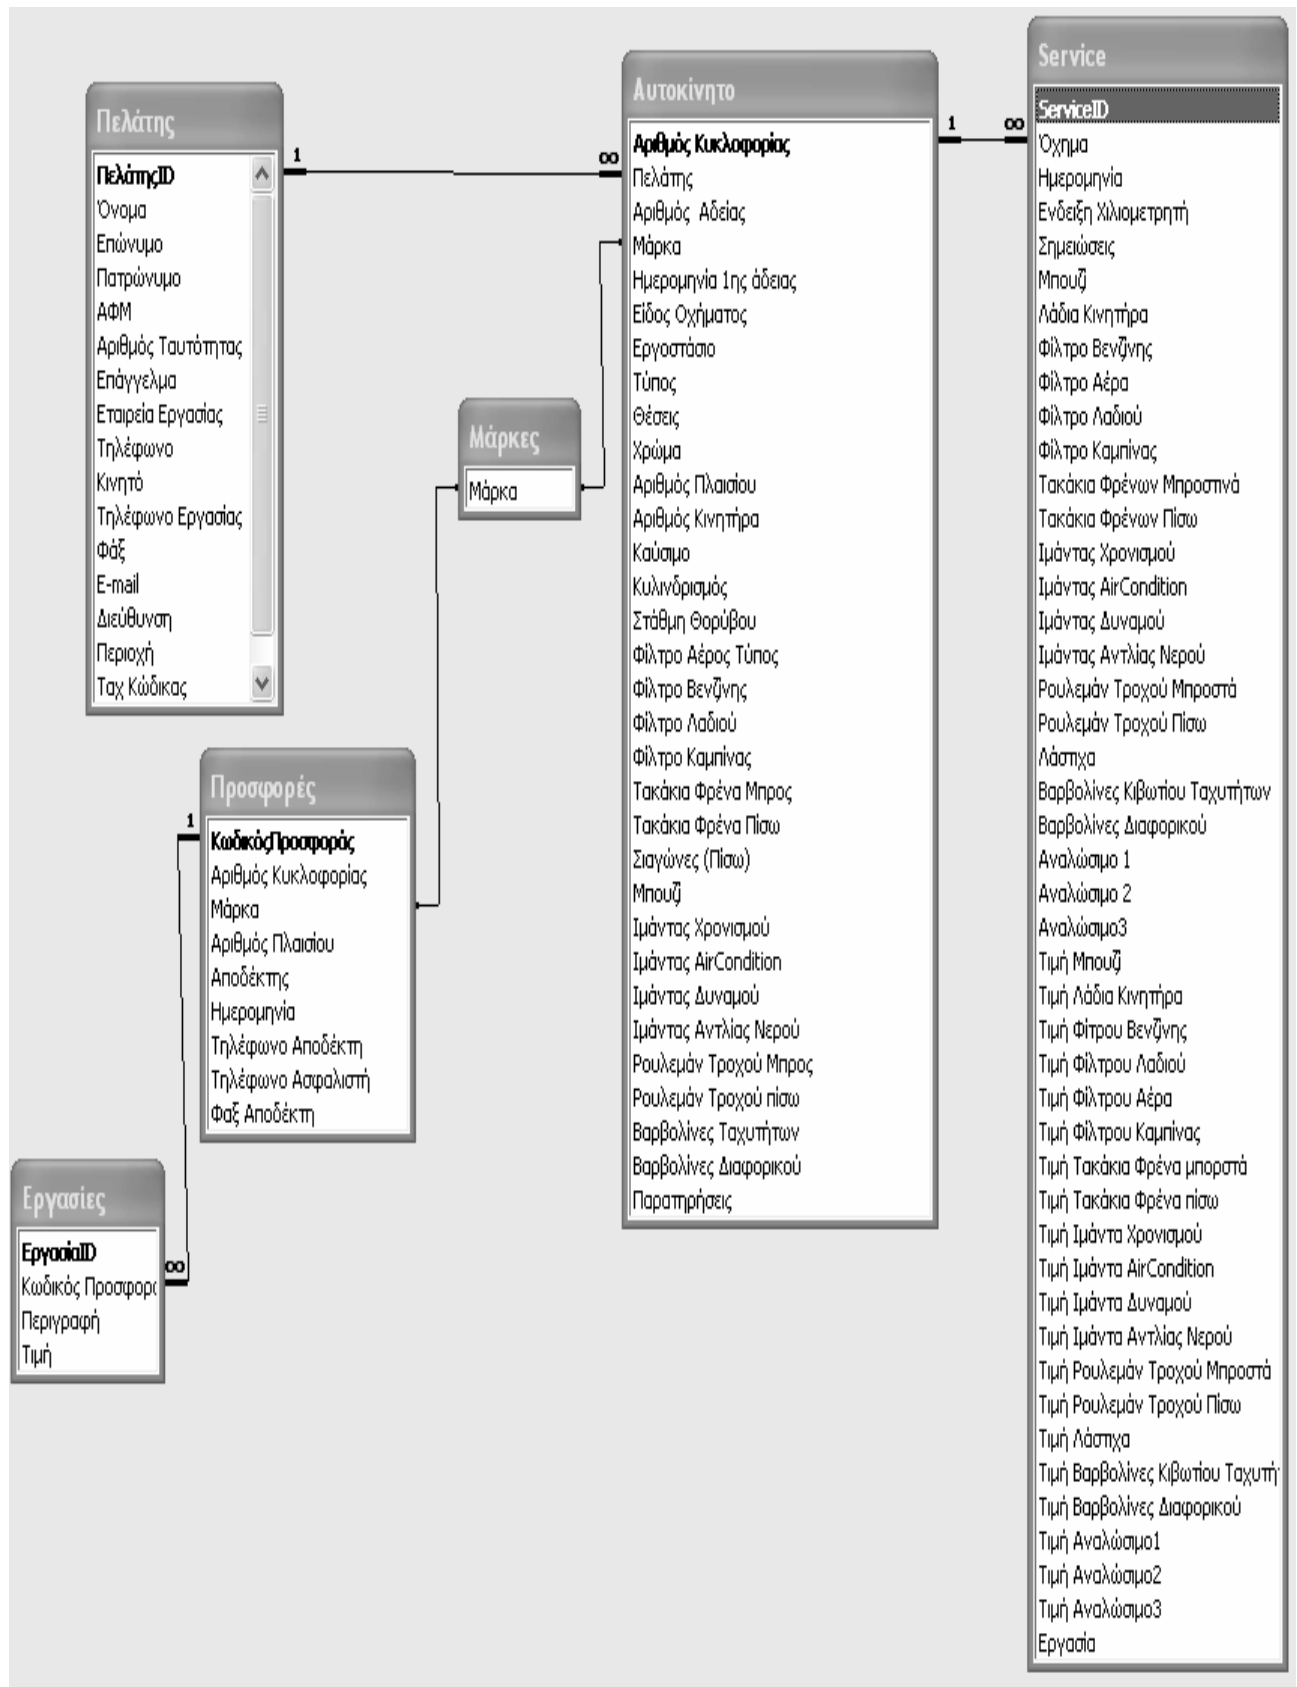 Πελάτης
ΠελάτηςID
Όνομα
Επώνυμο
Πατρώνυμο
ΑΦΜ
Αριθμός Ταυτότητας
Επάγγελμα
Εταιρεία Εργασίας
Τηλέφωνο
Κινητό
Τηλέφωνο Εργασίας
Φάξ
E-mail
Διεύθυνση
Περιοχή
Ταχ Κώδικας
1
∞
Μάρκες
Μάρκα
Προσφορές
ΚωδικόςΠροσφοράς
Αριθμός Κυκλοφορίας
Μάρκα
Αριθμός Πλαισίου
Αποδέκτης
Ημερομηνία
Τηλέφωνο Αποδέκτη
Τηλέφωνο Ασφαλιστή
Φαξ Αποδέκτη
1
∞
Εργασίες
ΕργασίαID
Κωδικός Προσφορά
Περιγραφή
Τιμή
Αυτοκίνητο
Αριθμός Κυκλοφορίας
Πελάτης
Αριθμός Αδείας
Μάρκα
Ημερομηνία 1ης άδειας
Είδος Οχήματος
Εργοστάσιο
Τύπος
Θέσεις
Χρώμα
Αριθμός Πλαισίου
Αριθμός Κινητήρα
Καύσιμο
Κυλινδρισμός
Στάθμη Θορύβου
Φίλτρο Αέρος Τύπος
Φίλτρο Βενζίνης
Φίλτρο Λαδιού
Φίλτρο Καμπίνας
Τακάκια Φρένα Μπρος
Τακάκια Φρένα Πίσω
Σιαγώνες (Πίσω)
Μπουζί
Ιμάντας Χρονισμού
Ιμάντας AirCondition
Ιμάντας Δυναμού
Ιμάντας Αντλίας Νερού
Ρουλεμάν Τροχού Μπρος
Ρουλεμάν Τροχού πίσω
Βαρβολίνες Ταχυτήτων
Βαρβολίνες Διαφορικού
Παρατηρήσεις
1
∞
Service
ServiceID
Όχημα
Ημερομηνία
Ενδειξη Χιλιομετρητή
Σημειώσεις
Μπουζί
Λάδια Κινητήρα
Φίλτρο Βενζίνης
Φίλτρο Αέρα
Φίλτρο Λαδιού
Φίλτρο Καμπίνας
Τακάκια Φρένων Μπροστινά
Τακάκια Φρένων Πίσω
Ιμάντας Χρονισμού
Ιμάντας AirCondition
Ιμάντας Δυναμού
Ιμάντας Αντλίας Νερού
Ρουλεμάν Τροχού Μπροστά
Ρουλεμάν Τροχού Πίσω
Λάστιχα
Βαρβολίνες Κιβωτίου Ταχυτήτων
Βαρβολίνες Διαφορικού
Αναλώσιμο 1
Αναλώσιμο 2
Αναλώσιμο3
Τιμή Μπουζί
Τιμή Λάδια Κινητήρα
Τιμή Φίτρου Βενζίνης
Τιμή Φίλτρου Λαδιού
Τιμή Φίλτρου Αέρα
Τιμή Φίλτρου Καμπίνας
Τιμή Τακάκια Φρένα μπορστά
Τιμή Τακάκια Φρένα πίσω
Τιμή Ιμάντα Χρονισμού
Τιμή Ιμάντα AirCondition
Τιμή Ιμάντα Δυναμού
Τιμή Ιμάντα Αντλίας Νερού
Τιμή Ρουλεμάν Τροχού Μπροστά
Τιμή Ρουλεμάν Τροχού Πίσω
Τιμή Λάστιχα
Τιμή Βαρβολίνες Κιβωτίου Ταχυτή
Τιμή Βαρβολίνες Διαφορικού
Τιμή Αναλώσιμο1
Τιμή Αναλώσιμο2
Τιμή Αναλώσιμο3
Εργασία